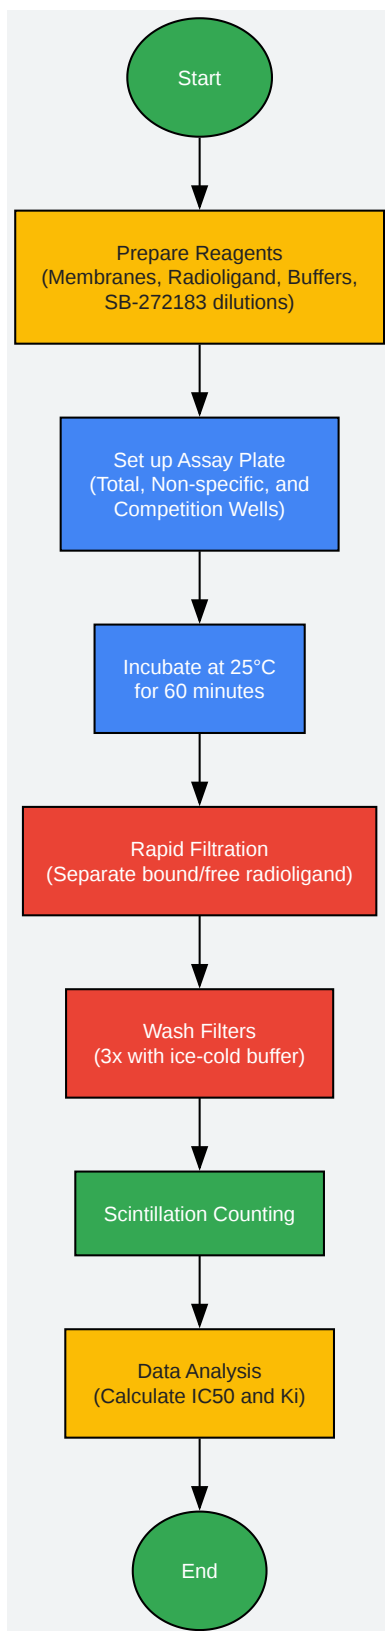 Start
Prepare Reagents
(Membranes, Radioligand, Buffers,
SB-272183 dilutions)
Set up Assay Plate
(Total, Non-specific, and
Competition Wells)
Incubate at 25°C
for 60 minutes
Rapid Filtration
(Separate bound/free radioligand)
Wash Filters
(3x with ice-cold buffer)
Scintillation Counting
Data Analysis
(Calculate IC50 and Ki)
End